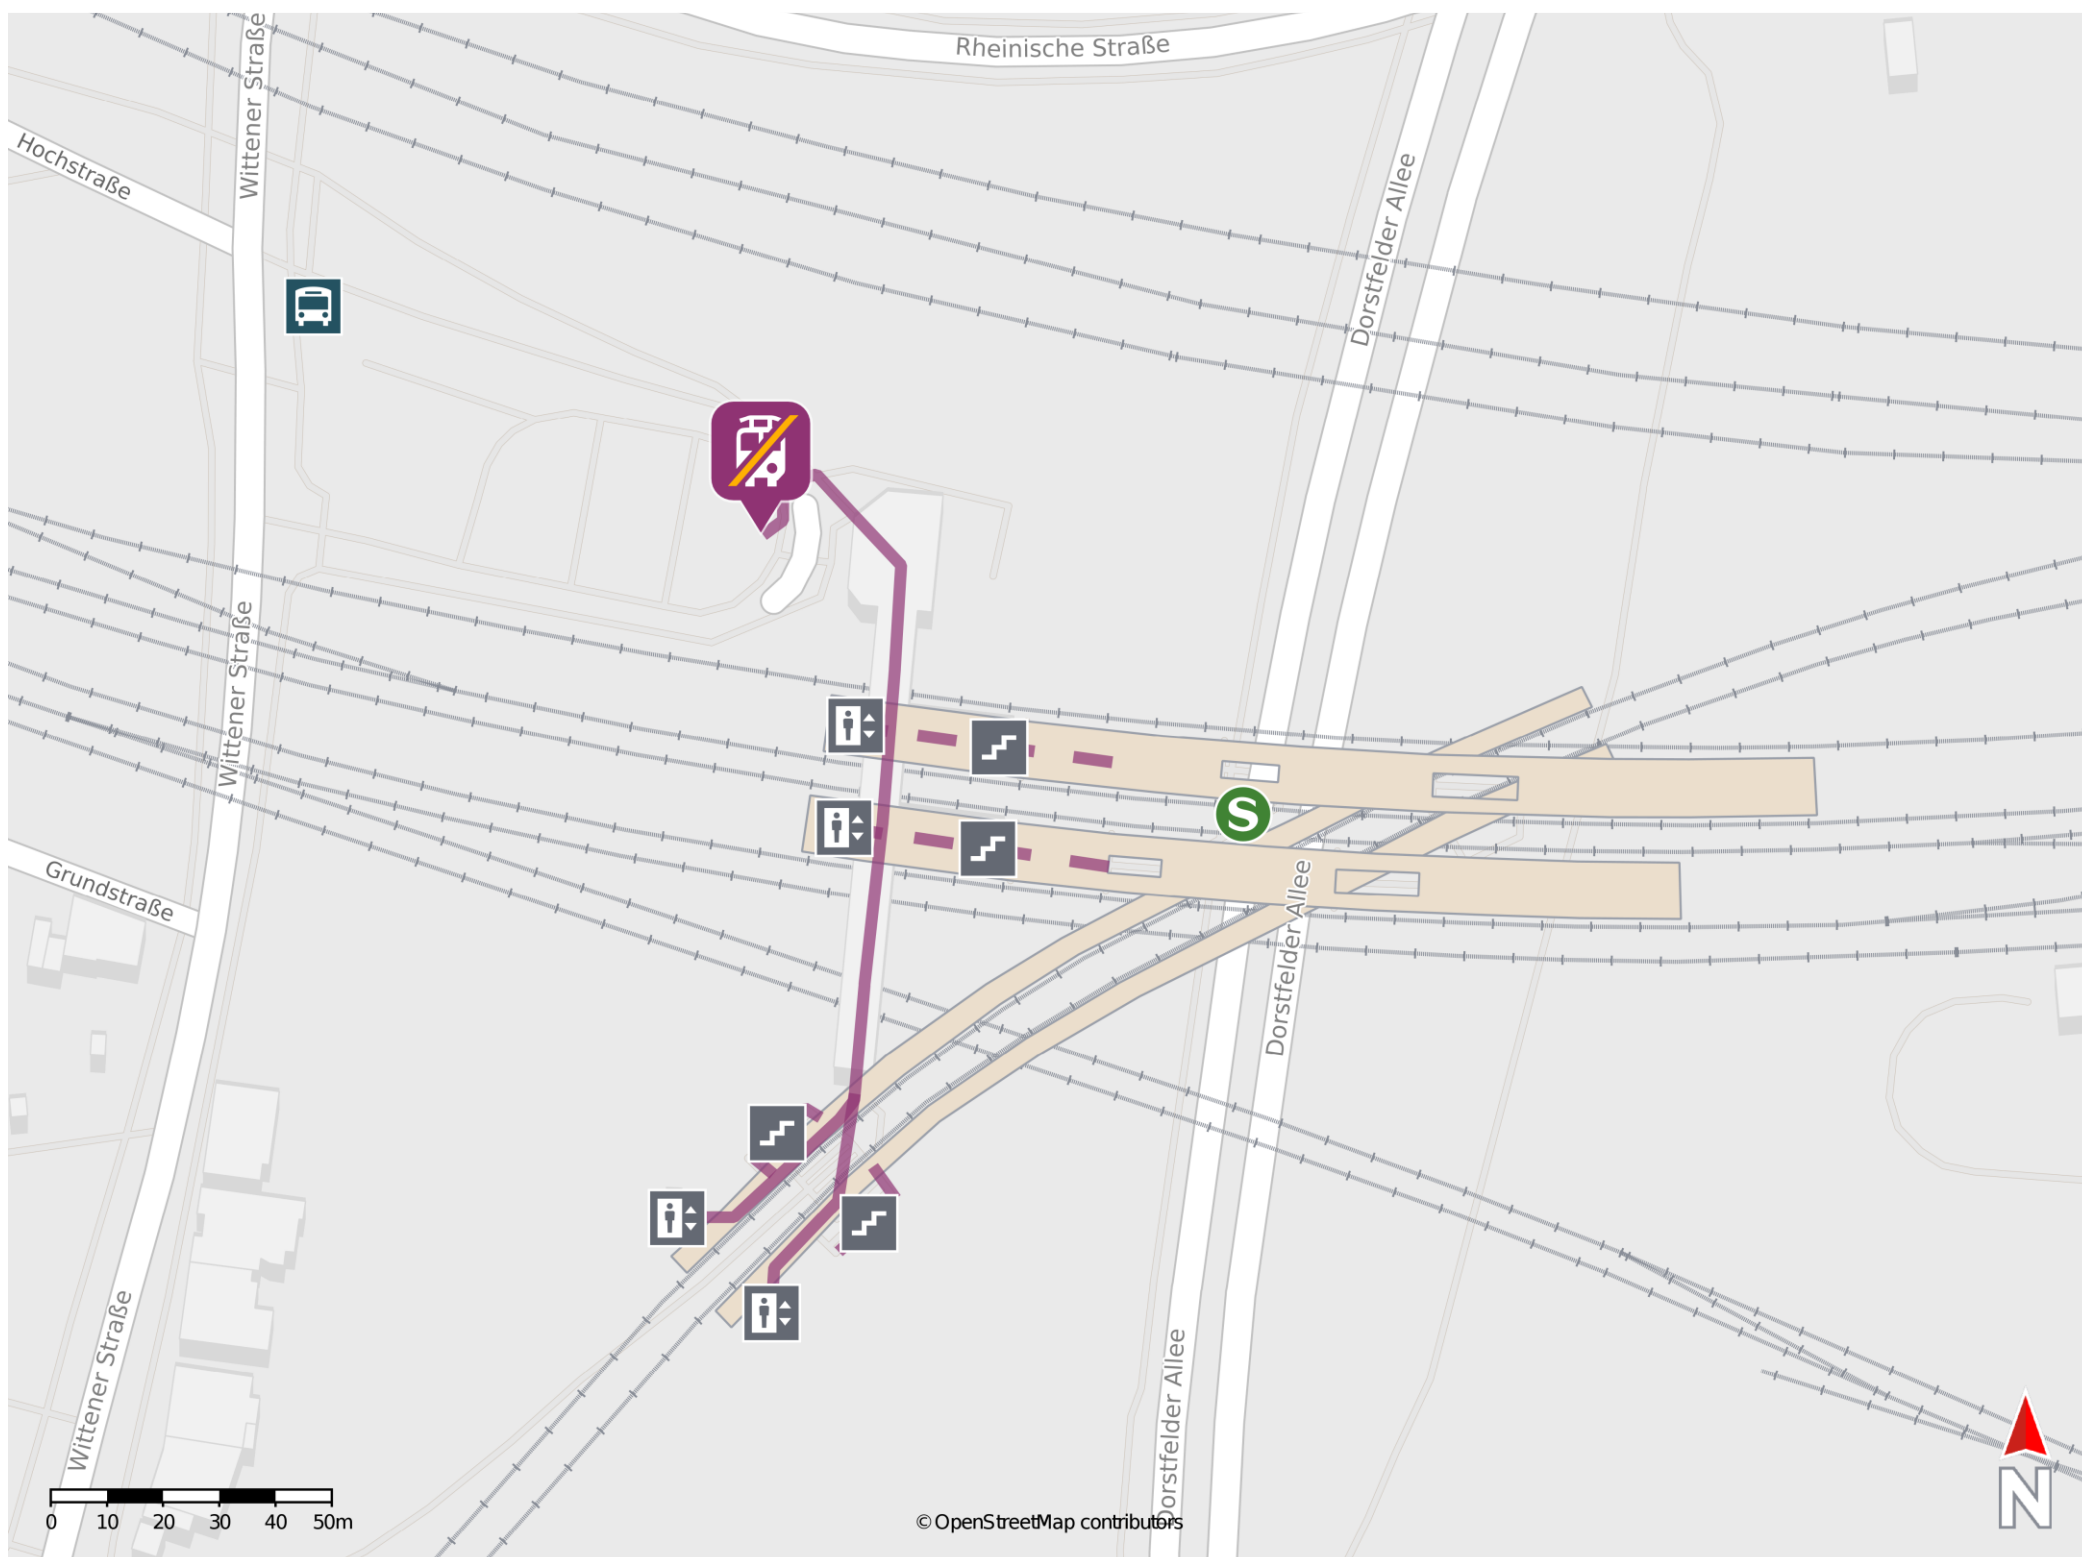 Rheinische Straße
Wittener Straße
Hochstraße
Dorstfelder Allee
S
Wittener Straße
Grundstraße
Dorstfelder Allee
Wittener Straße
Dorstfelder Allee
N
0 10 20 30 40 50m
© OpenStreetMap contributors